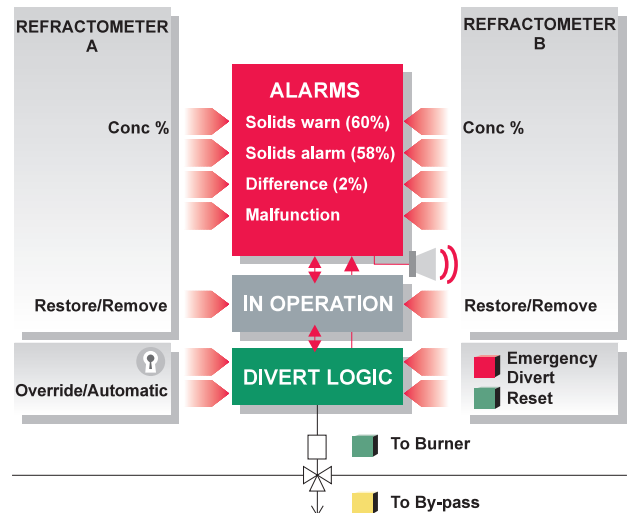 REFRACTOMETER
A
Conc %
Restore/Remove
Override/Automatic
ALARMS
Solids warn (60%)
Solids alarm (58%)
Difference (2%)
Malfunction
IN OPERATION
DIVERT LOGIC
REFRACTOMETER
B
Conc %
Restore/Remove
Emergency
Divert
Reset
To Burner
To By-pass